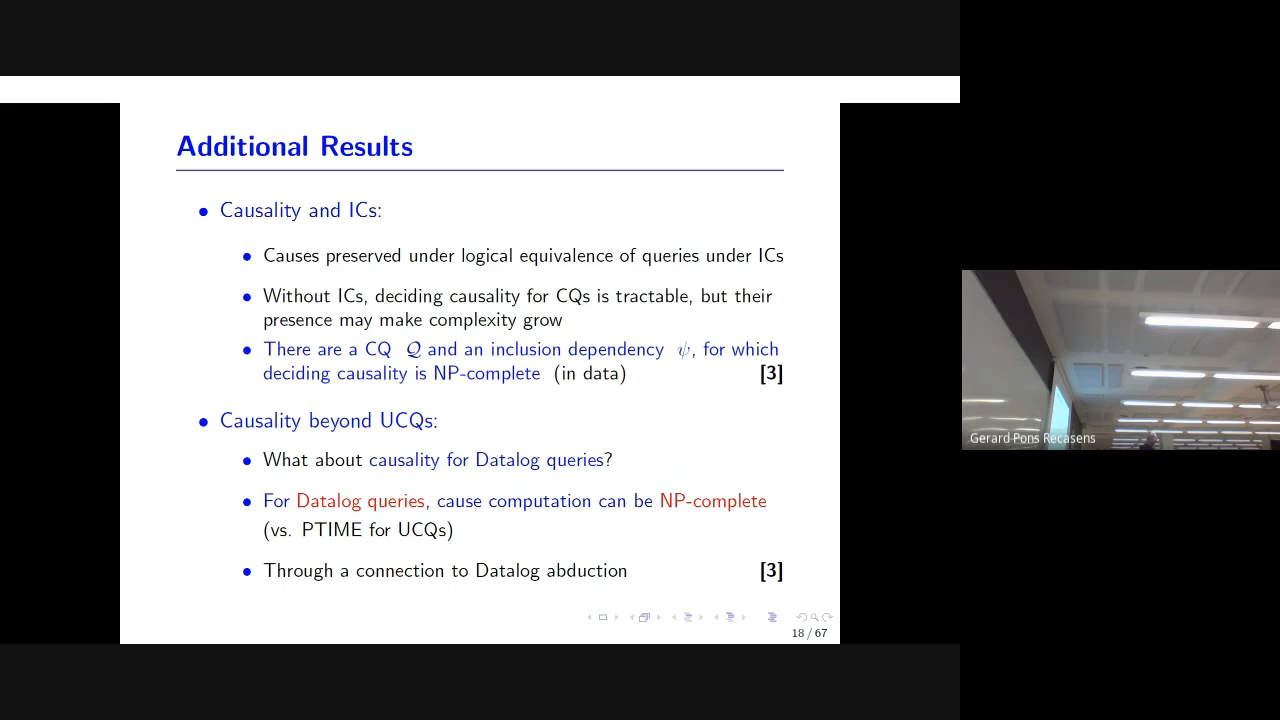 Additional Results
• Causality and ICs:
• Causes preserved under logical equivalence of queries under ICs
• Without ICs, deciding causality for CQs is tractable, but their
presence may make complexity grow
• There are a CQ 𝒬 and an inclusion dependency ψ, for which
deciding causality is NP-complete (in data) [3]
• Causality beyond UCQs:
• What about causality for Datalog queries?
• For Datalog queries, cause computation can be NP-complete
(vs. PTIME for UCQs)
• Through a connection to Datalog abduction [3]
18 / 67
Gerard Pons Recasens